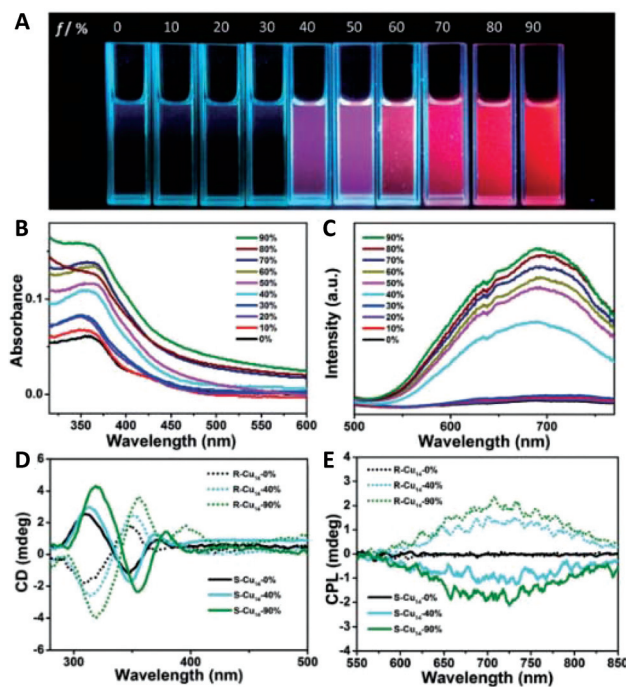 A
f / % 0 10 20 30 40 50 60 70 80 90
B
90%
80%
70%
60%
50%
40%
30%
20%
10%
0%
0.1
0.0
350 400 450 500 550 600
Absorbance
Wavelength (nm)
C
90%
80%
70%
60%
50%
40%
30%
20%
10%
0%
500 600 700
Intensity (a.u.)
Wavelength (nm)
D
R-Cu₁₄-0%
R-Cu₁₄-40%
R-Cu₁₄-90%
S-Cu₁₄-0%
S-Cu₁₄-40%
S-Cu₁₄-90%
6
4
2
0
-2
-4
-6
300 400 500
CD (mdeg)
Wavelength (nm)
E
R-Cu₁₄-0%
R-Cu₁₄-40%
R-Cu₁₄-90%
S-Cu₁₄-0%
S-Cu₁₄-40%
S-Cu₁₄-90%
4
3
2
1
0
-1
-2
-3
-4
550 600 650 700 750 800 850
CPL (mdeg)
Wavelength (nm)